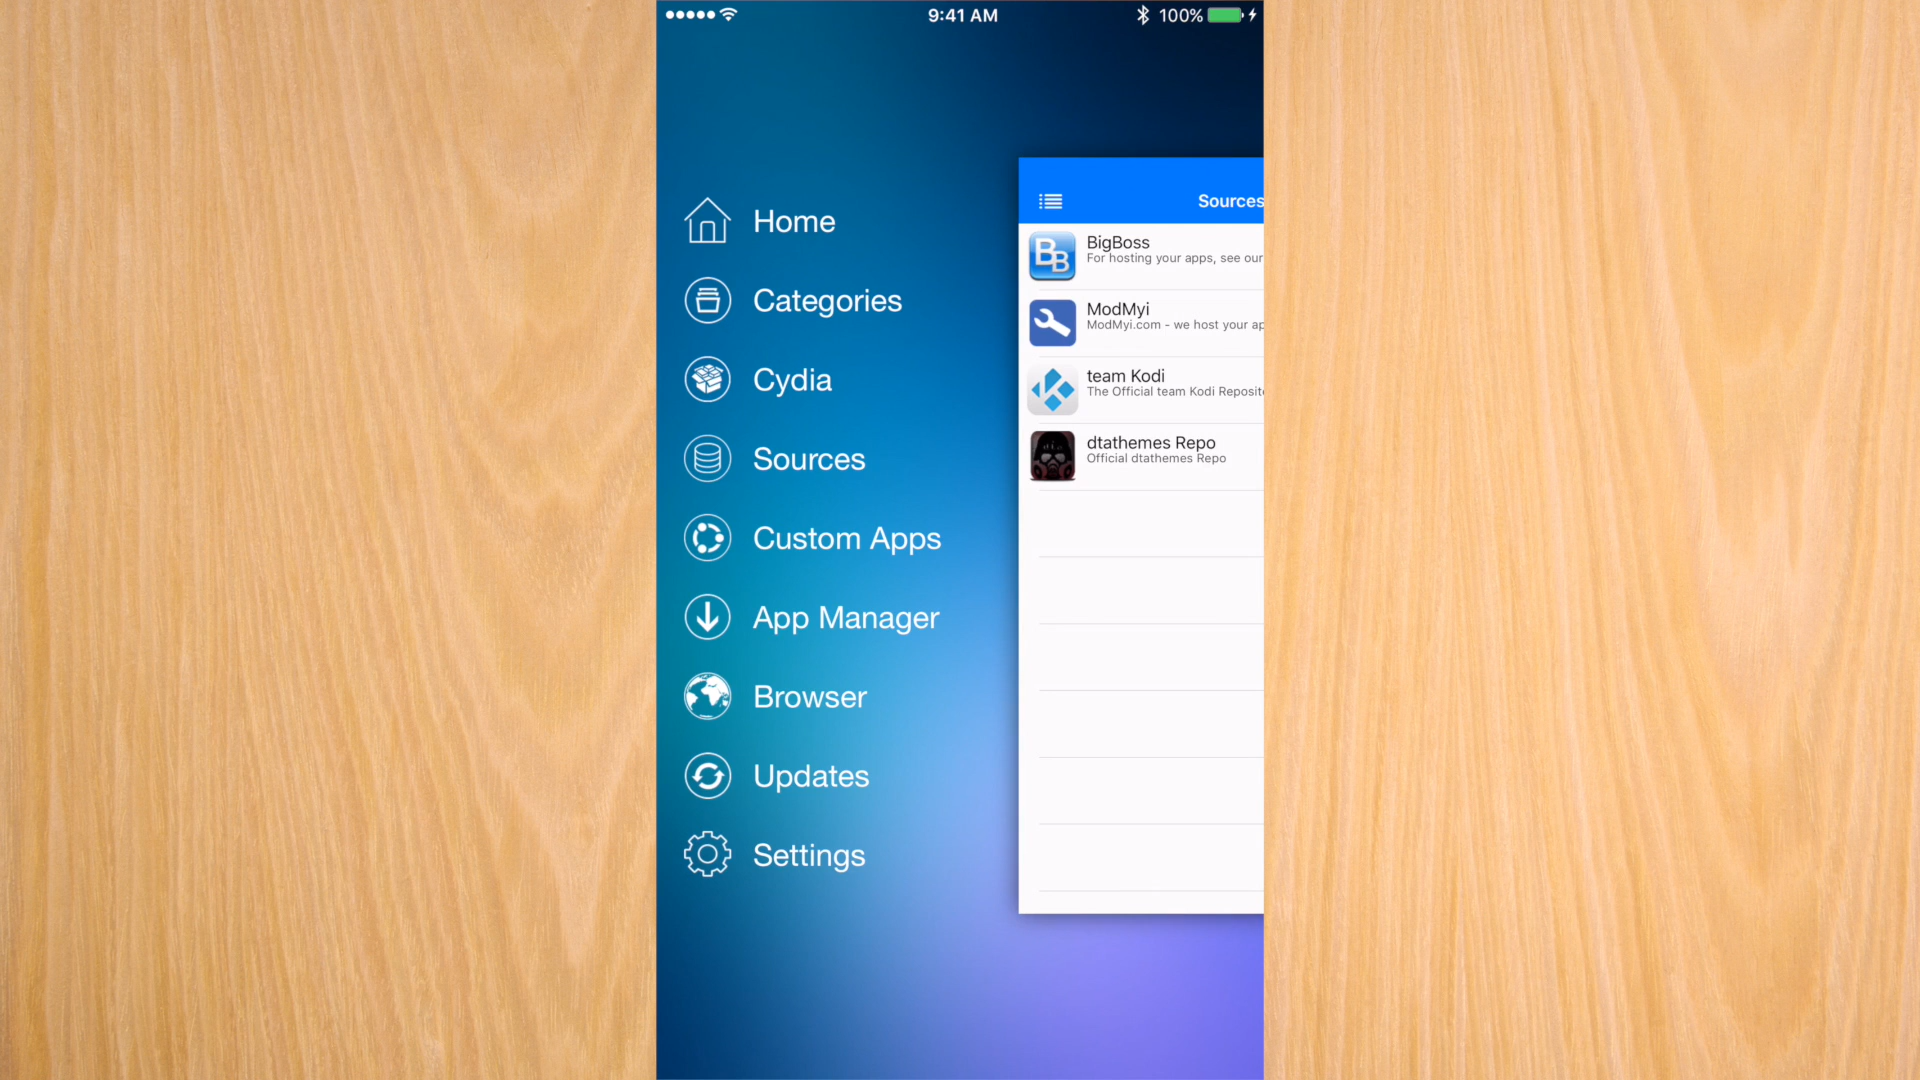 9:41 AM
100%
Home
Categories
Cydia
Sources
Custom Apps
App Manager
Browser
Updates
Settings
Sources
BB
BigBoss
For hosting your apps, see our
ModMyi
ModMyi.com - we host your ap
team Kodi
The Official team Kodi Reposit
dtathemes Repo
Official dtathemes Repo